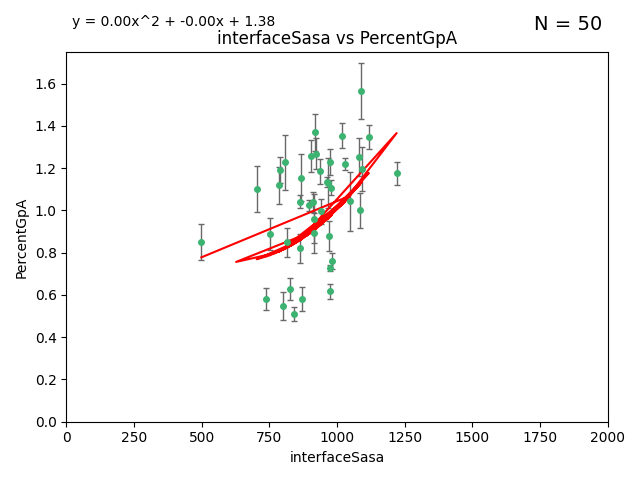 y = 0.00x^2 + -0.00x + 1.38
N = 50
interfaceSasa vs PercentGpA
PercentGpA
1.6
1.4
1.2
1.0
0.8
0.6
0.4
0.2
0.0
0 250 500 750 1000 1250 1500 1750 2000
interfaceSasa